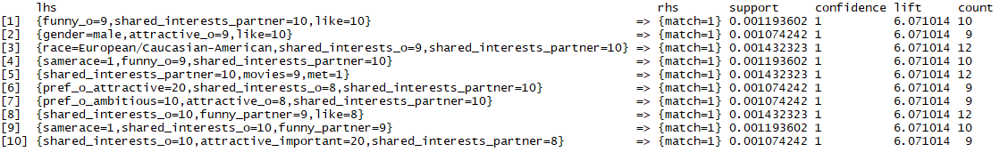 lhs rhs support confidence lift count
[1] {funny_o=9,shared_interests_partner=10,like=10} => {match=1} 0.001193602 1 6.071014 10
[2] {gender=male,attractive_o=9,like=10} => {match=1} 0.001074242 1 6.071014 9
[3] {race=European/Caucasian-American,shared_interests_o=9,shared_interests_partner=10} => {match=1} 0.001432323 1 6.071014 12
[4] {samerace=1,funny_o=9,shared_interests_partner=10} => {match=1} 0.001193602 1 6.071014 10
[5] {shared_interests_partner=10,movies=9,met=1} => {match=1} 0.001432323 1 6.071014 12
[6] {pref_o_attractive=20,shared_interests_o=8,shared_interests_partner=10} => {match=1} 0.001074242 1 6.071014 9
[7] {pref_o_ambitious=10,attractive_o=8,shared_interests_partner=10} => {match=1} 0.001074242 1 6.071014 9
[8] {shared_interests_o=10,funny_partner=9,like=8} => {match=1} 0.001432323 1 6.071014 12
[9] {samerace=1,shared_interests_o=10,funny_partner=9} => {match=1} 0.001193602 1 6.071014 10
[10] {shared_interests_o=10,attractive_important=20,shared_interests_partner=8} => {match=1} 0.001074242 1 6.071014 9